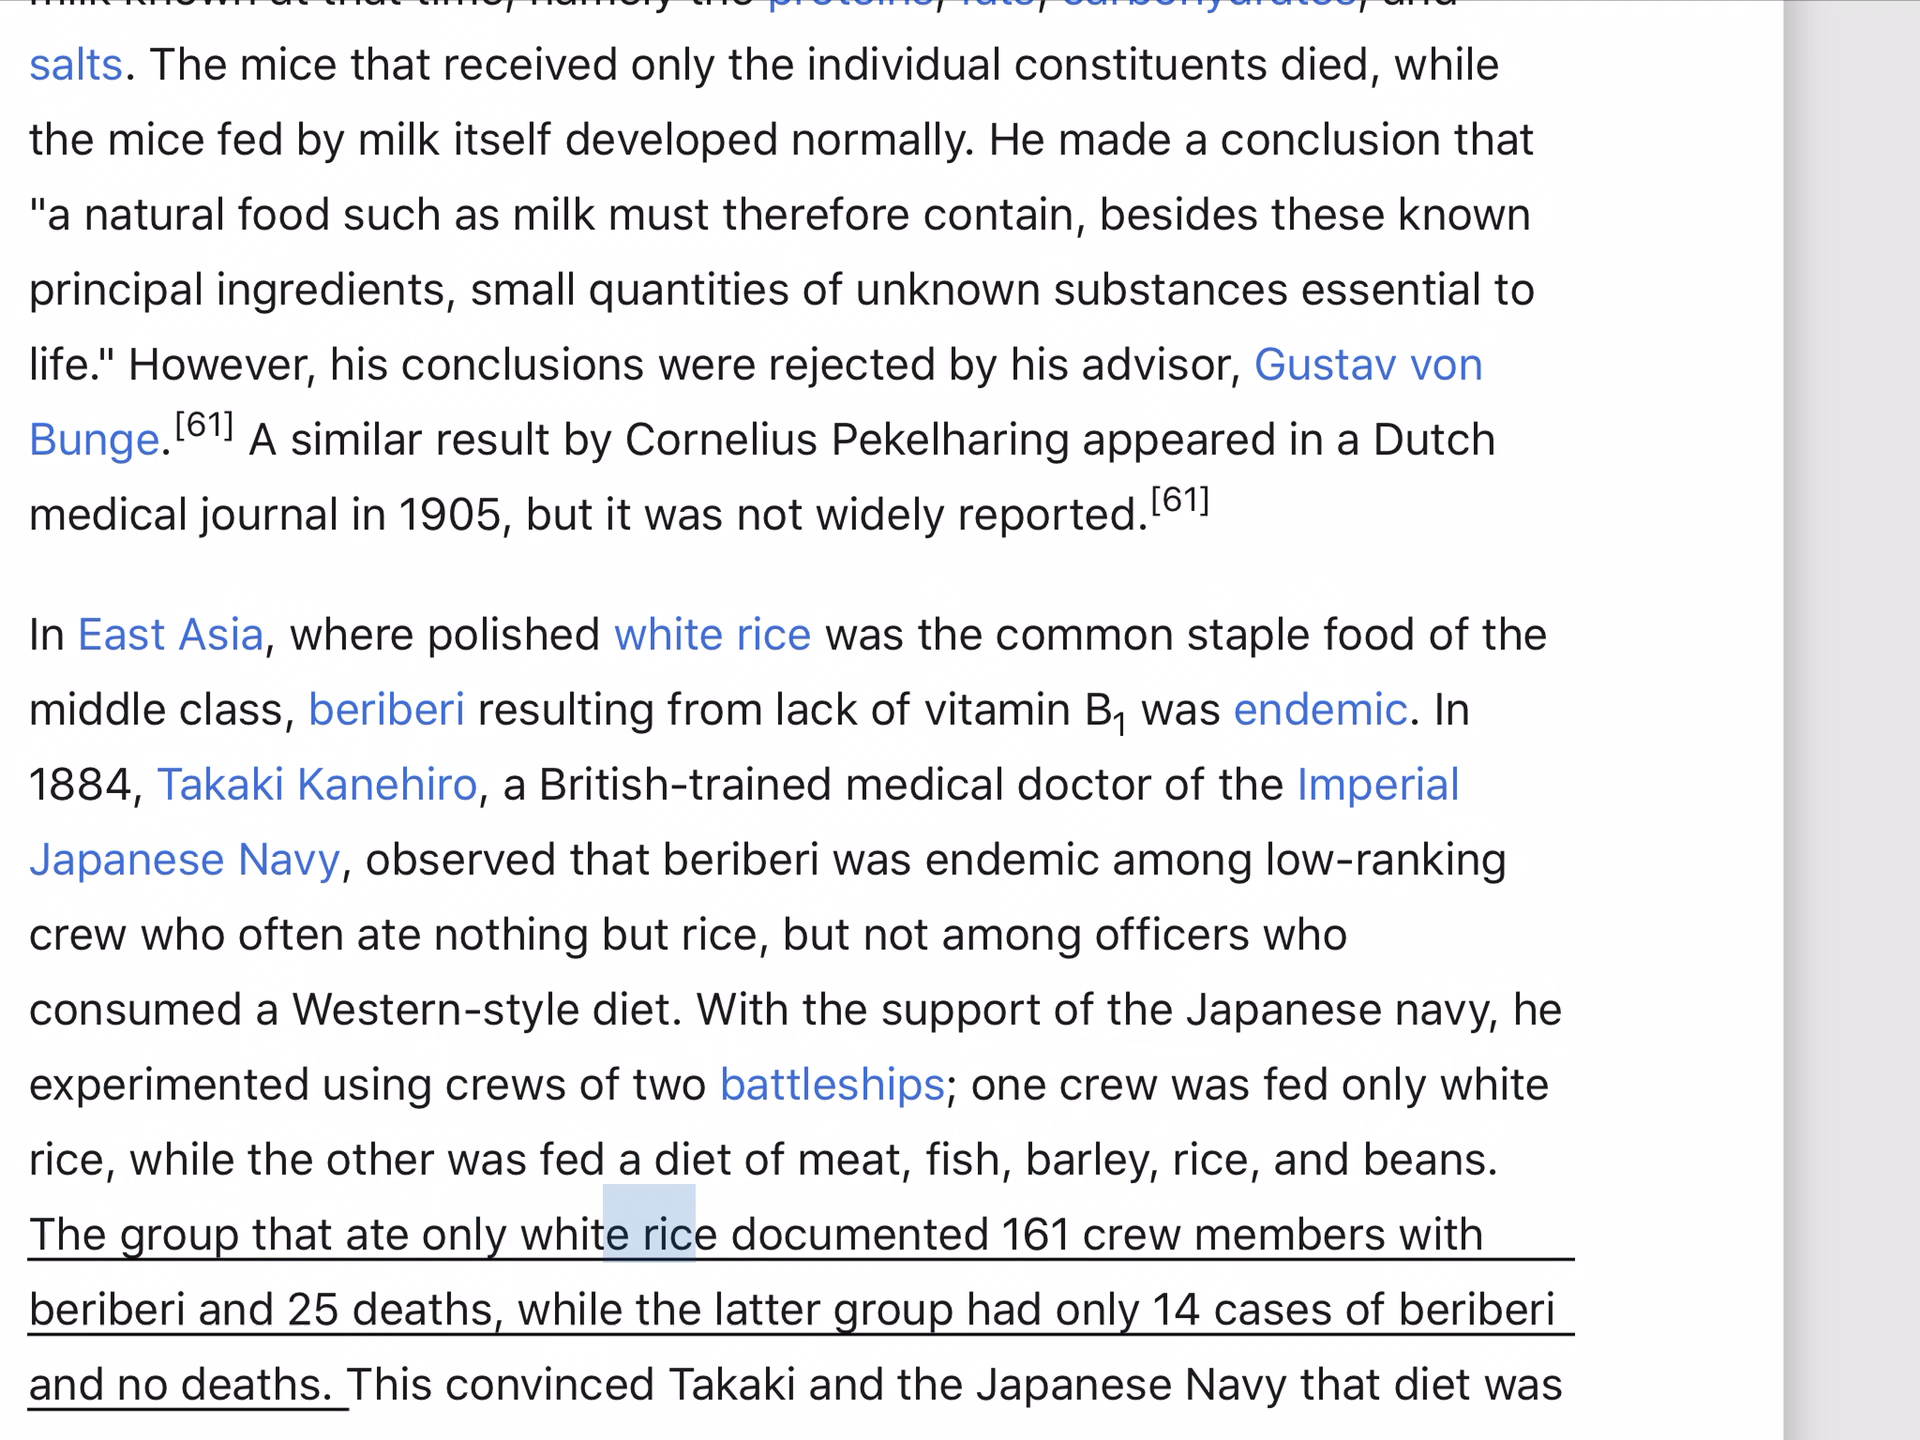 milk known at that time, namely the proteins, fats, carbohydrates, and
salts. The mice that received only the individual constituents died, while
the mice fed by milk itself developed normally. He made a conclusion that
"a natural food such as milk must therefore contain, besides these known
principal ingredients, small quantities of unknown substances essential to
life." However, his conclusions were rejected by his advisor, Gustav von
Bunge.[61] A similar result by Cornelius Pekelharing appeared in a Dutch
medical journal in 1905, but it was not widely reported.[61]
In East Asia, where polished white rice was the common staple food of the
middle class, beriberi resulting from lack of vitamin B₁ was endemic. In
1884, Takaki Kanehiro, a British-trained medical doctor of the Imperial
Japanese Navy, observed that beriberi was endemic among low-ranking
crew who often ate nothing but rice, but not among officers who
consumed a Western-style diet. With the support of the Japanese navy, he
experimented using crews of two battleships; one crew was fed only white
rice, while the other was fed a diet of meat, fish, barley, rice, and beans.
The group that ate only white rice documented 161 crew members with
beriberi and 25 deaths, while the latter group had only 14 cases of beriberi
and no deaths. This convinced Takaki and the Japanese Navy that diet was